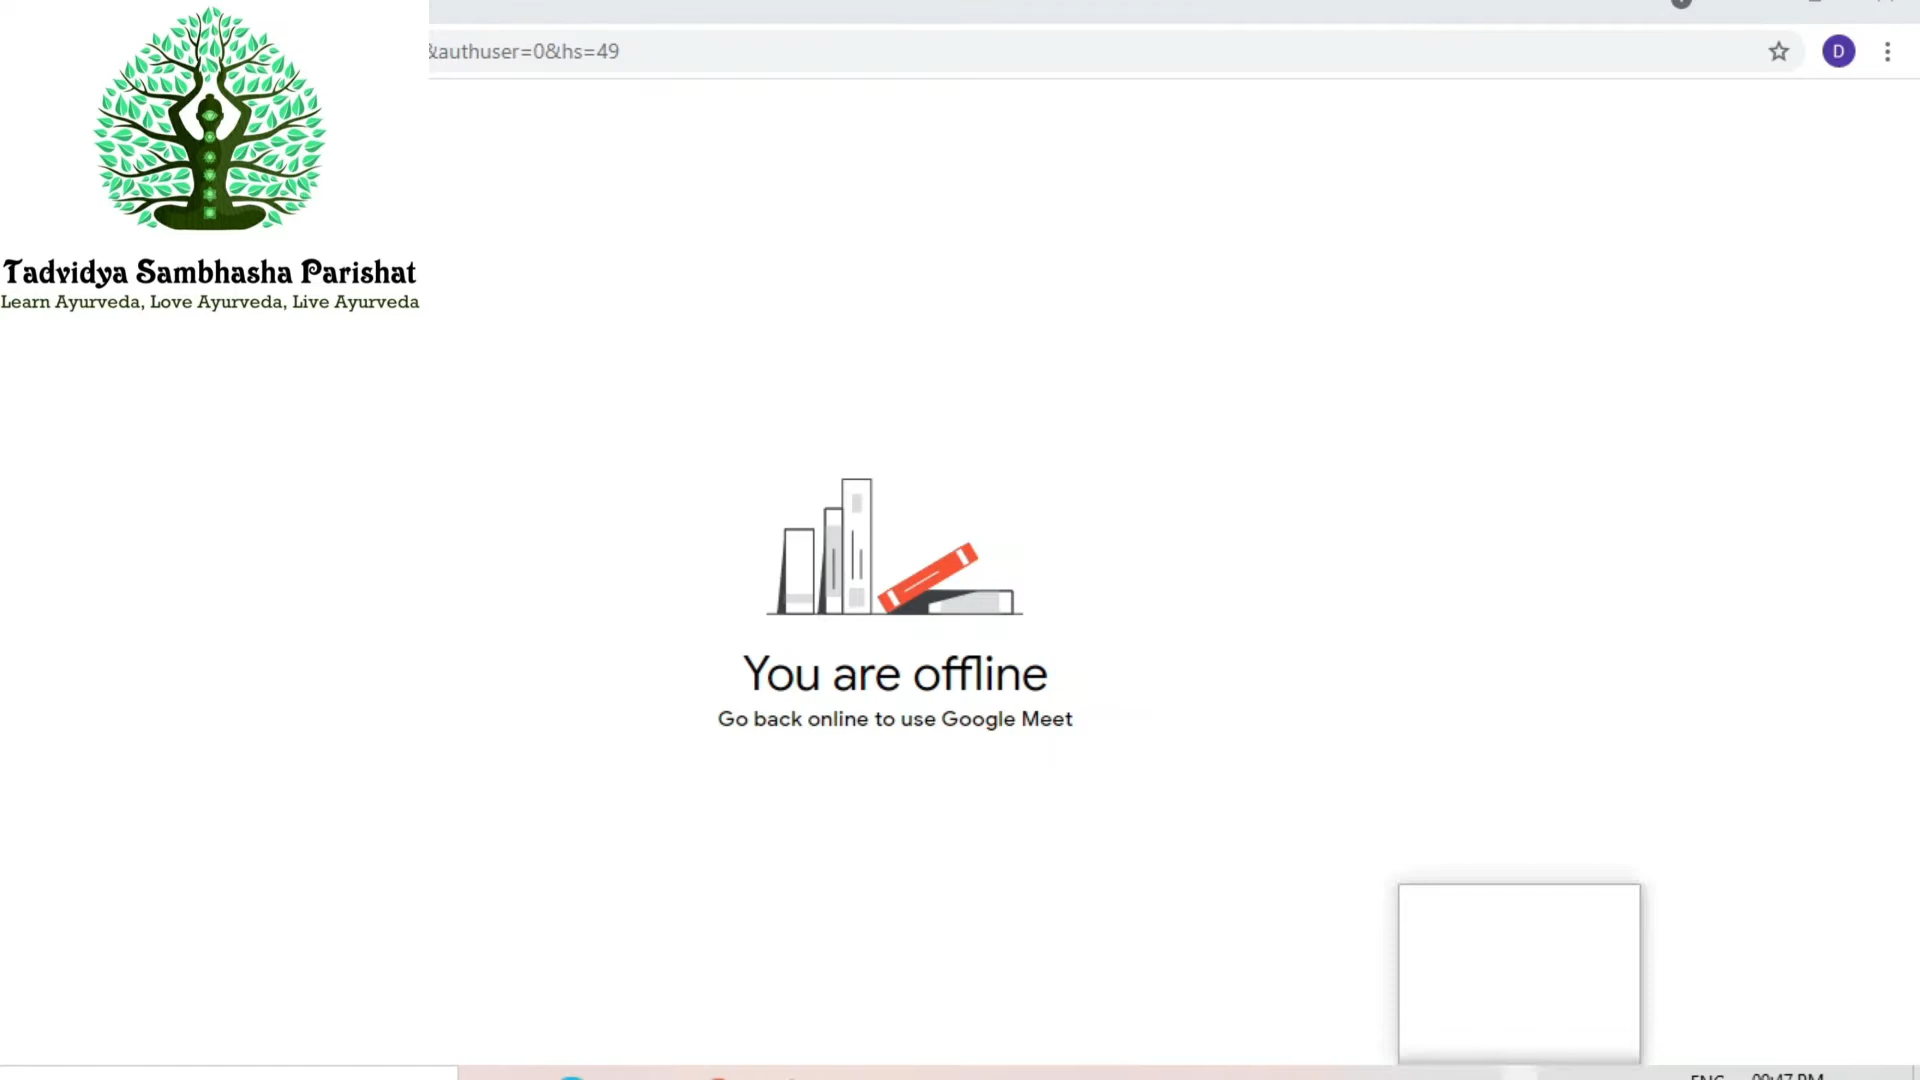 &authuser=0&hs=49
D
Tadvidya Sambhasha Parishat
Learn Ayurveda, Love Ayurveda, Live Ayurveda
You are offline
Go back online to use Google Meet
ENG